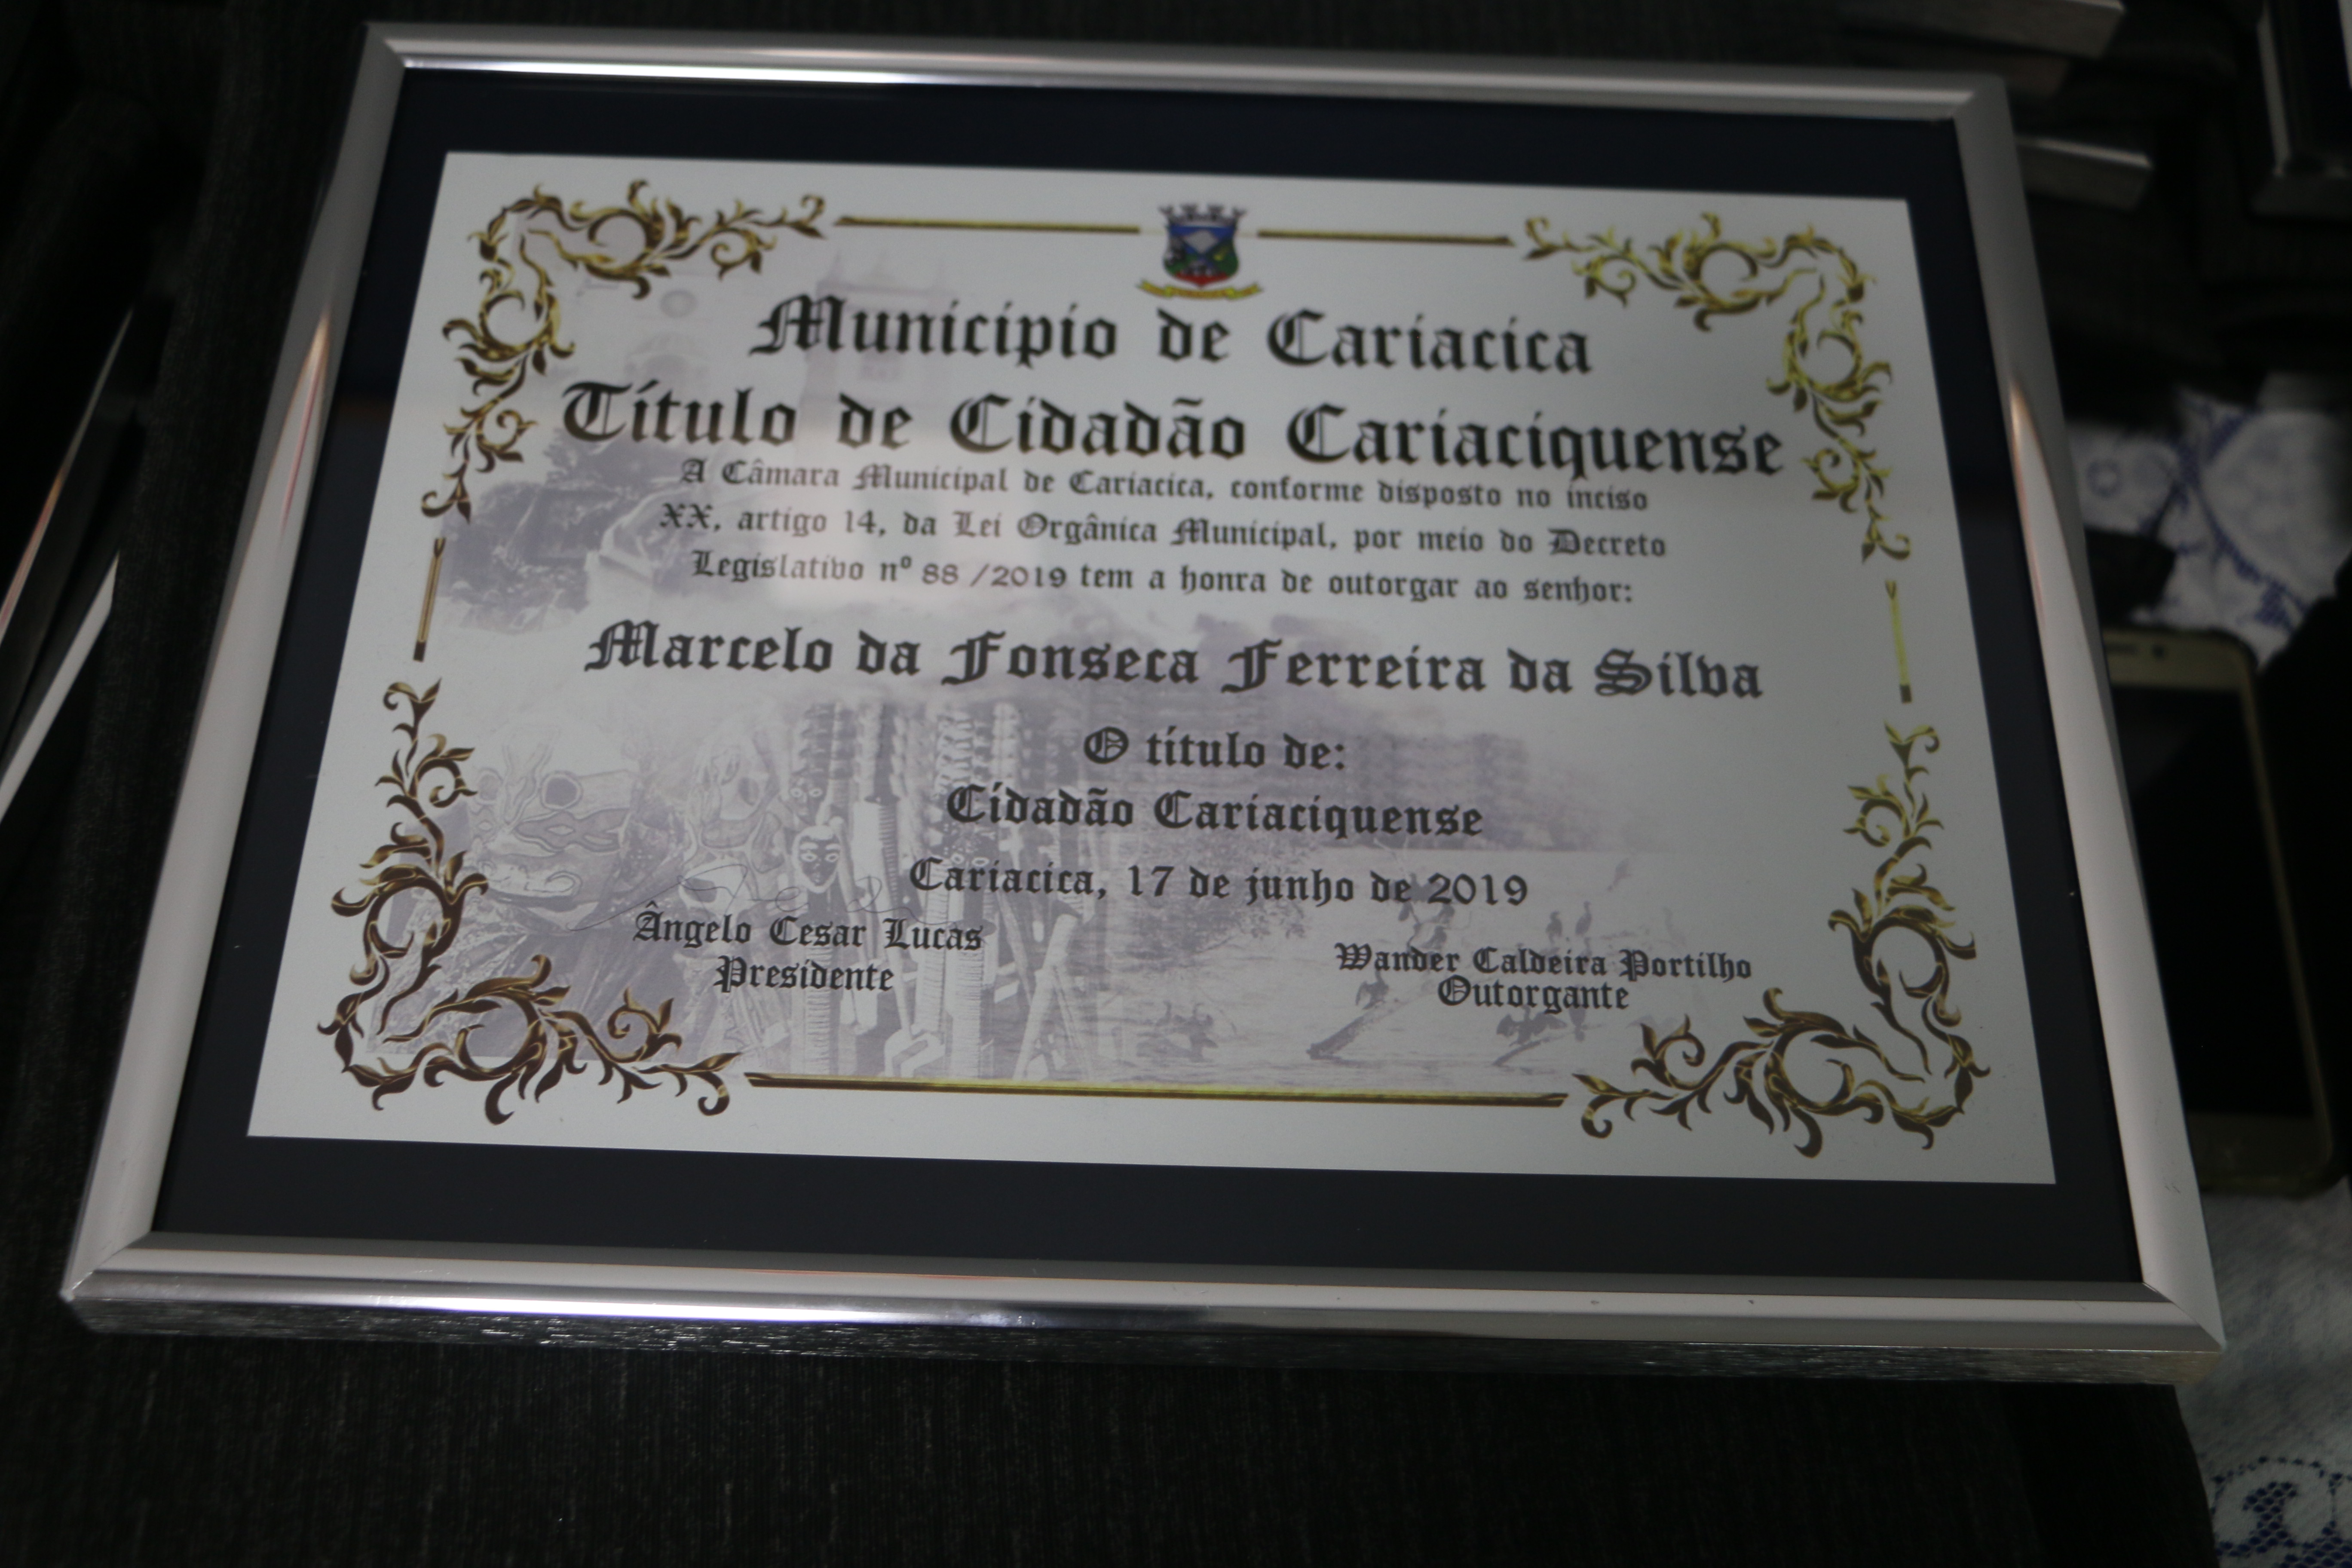 Município de Cariacica
Título de Cidadão Cariaciquense
A Câmara Municipal de Cariacica, conforme disposto no inciso
XX, artigo 14, da Lei Orgânica Municipal, por meio do Decreto
Legislativo nº 88 /2019 tem a honra de outorgar ao senhor:
Marcelo da Fonseca Ferreira da Silva
O título de:
Cidadão Cariaciquense
Cariacica, 17 de junho de 2019
Ângelo Cesar Lucas
Presidente
Wander Caldeira Portilho
Outorgante